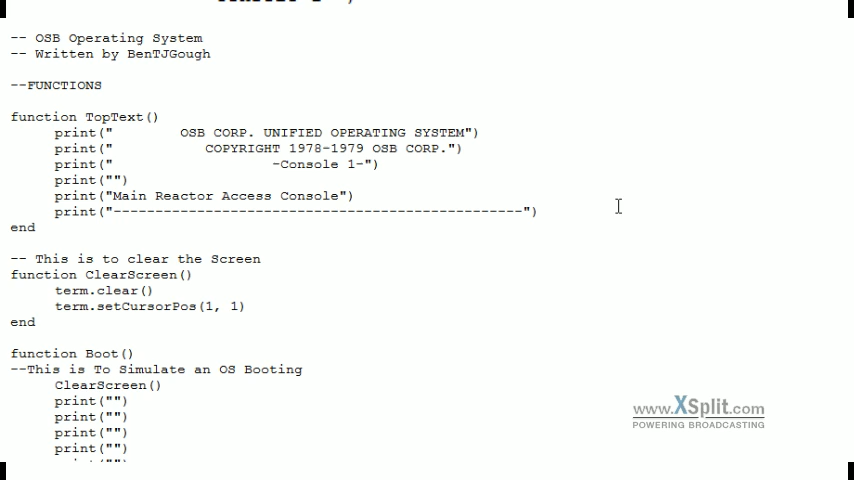 -- OSB Operating System
-- Written by BenTJGough
--FUNCTIONS
function TopText()
print("        OSB CORP. UNIFIED OPERATING SYSTEM")
print("           COPYRIGHT 1978-1979 OSB CORP.")
print("                   -Console 1-")
print("")
print("Main Reactor Access Console")
print("-------------------------------------------------")
end
-- This is to clear the Screen
function ClearScreen()
term.clear()
term.setCursorPos(1, 1)
end
function Boot()
--This is To Simulate an OS Booting
ClearScreen()
print("")
print("")
print("")
print("")
www.XSplit.com
POWERING BROADCASTING